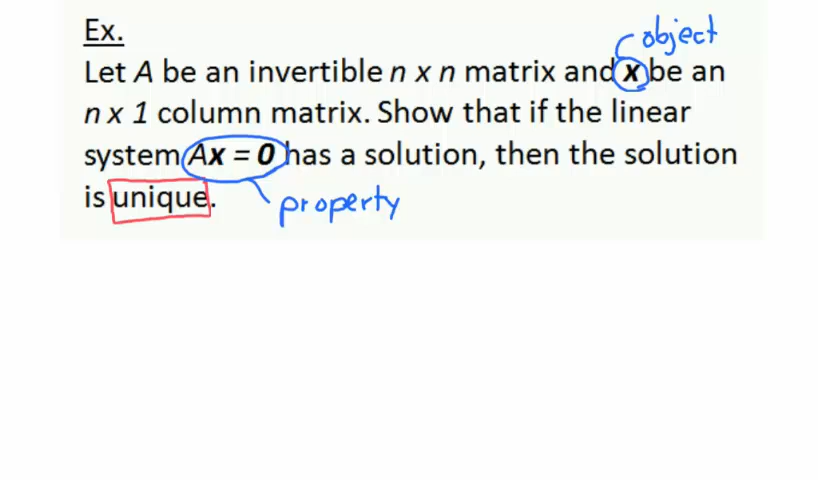 Ex.
object
Let A be an invertible n x n matrix and x be an
n x 1 column matrix. Show that if the linear
system Ax = 0 has a solution, then the solution
is unique.
property